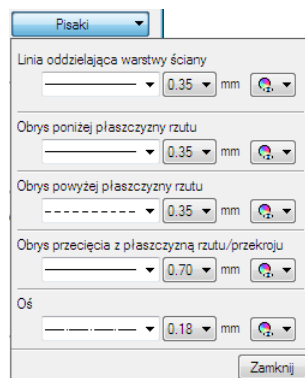 Pisaki
Linia oddzielająca warstwy ściany
0.35 mm
Obrys poniżej płaszczyzny rzutu
0.35 mm
Obrys powyżej płaszczyzny rzutu
0.35 mm
Obrys przecięcia z płaszczyzną rzutu/przekroju
0.70 mm
Oś
0.18 mm
Zamknij